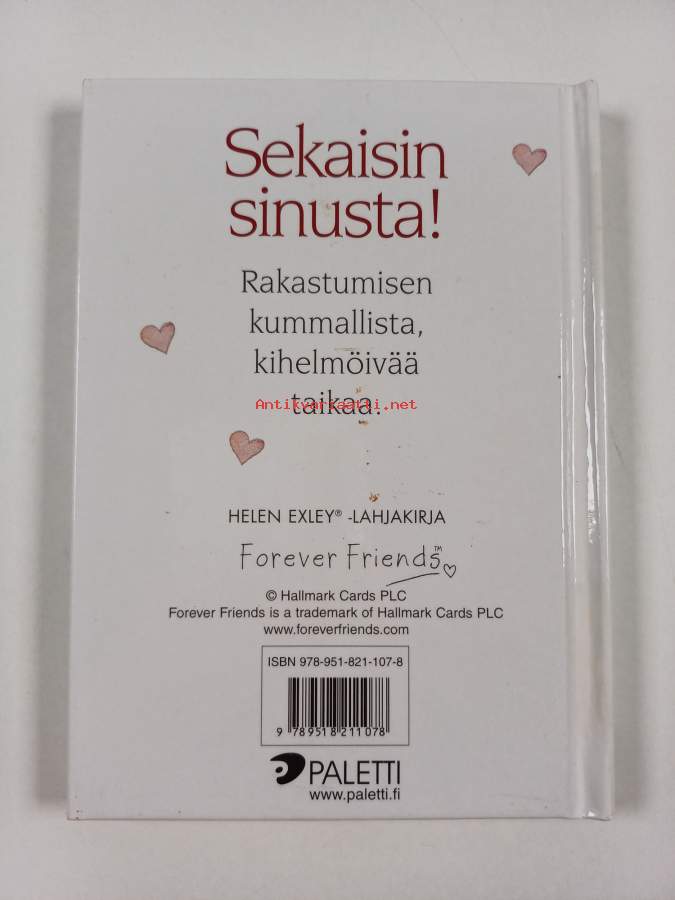 Sekaisin
sinusta!
Rakastumisen
kummallista,
kihelmöivää
taikaa.
Antikvariaatti.net
HELEN EXLEY® -LAHJAKIRJA
Forever Friends™
© Hallmark Cards PLC
Forever Friends is a trademark of Hallmark Cards PLC
www.foreverfriends.com
ISBN 978-951-821-107-8
9 789518 211078
PALETTI
www.paletti.fi